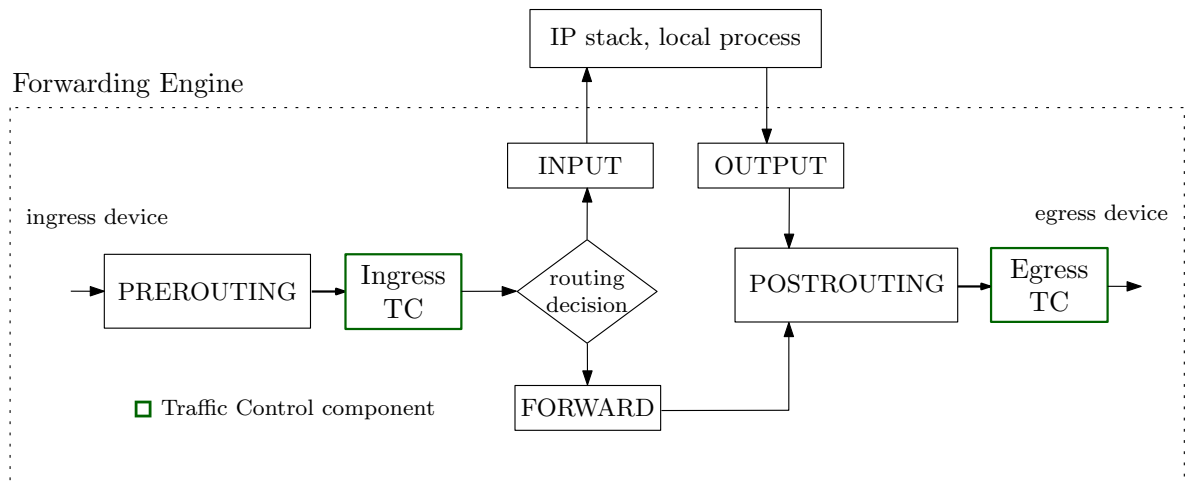 IP stack, local process
Forwarding Engine
INPUT
OUTPUT
ingress device
egress device
PREROUTING
Ingress
TC
routing
decision
POSTROUTING
Egress
TC
FORWARD
Traffic Control component